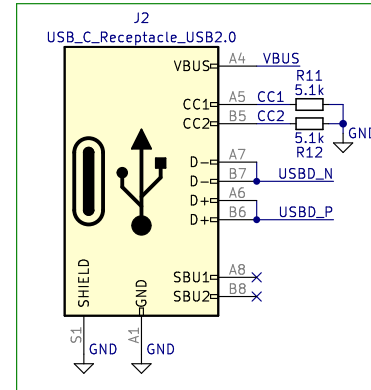 J2
USB_C_Receptacle_USB2.0
VBUS A4 VBUS
R11
5.1k
CC1 A5 CC1
CC2 B5 CC2
GND
5.1k
R12
D- A7
D- B7 USBD_N
D+ A6
D+ B6 USBD_P
SBU1 A8
SBU2 B8
SHIELD
GND
S1 GND
A1 GND